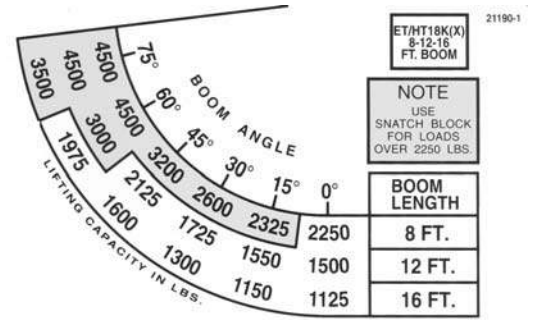 21190-1
ET/HT18K(X)
8-12-16
FT. BOOM
NOTE
USE
SNATCH BLOCK
FOR LOADS
OVER 2250 LBS.
BOOM ANGLE
75° 60° 45° 30° 15° 0°
BOOM
LENGTH
4500 4500 3200 2600 2325 2250 8 FT.
4500 3000 2125 1725 1550 1500 12 FT.
3500 1975 1600 1300 1150 1125 16 FT.
LIFTING CAPACITY IN LBS.